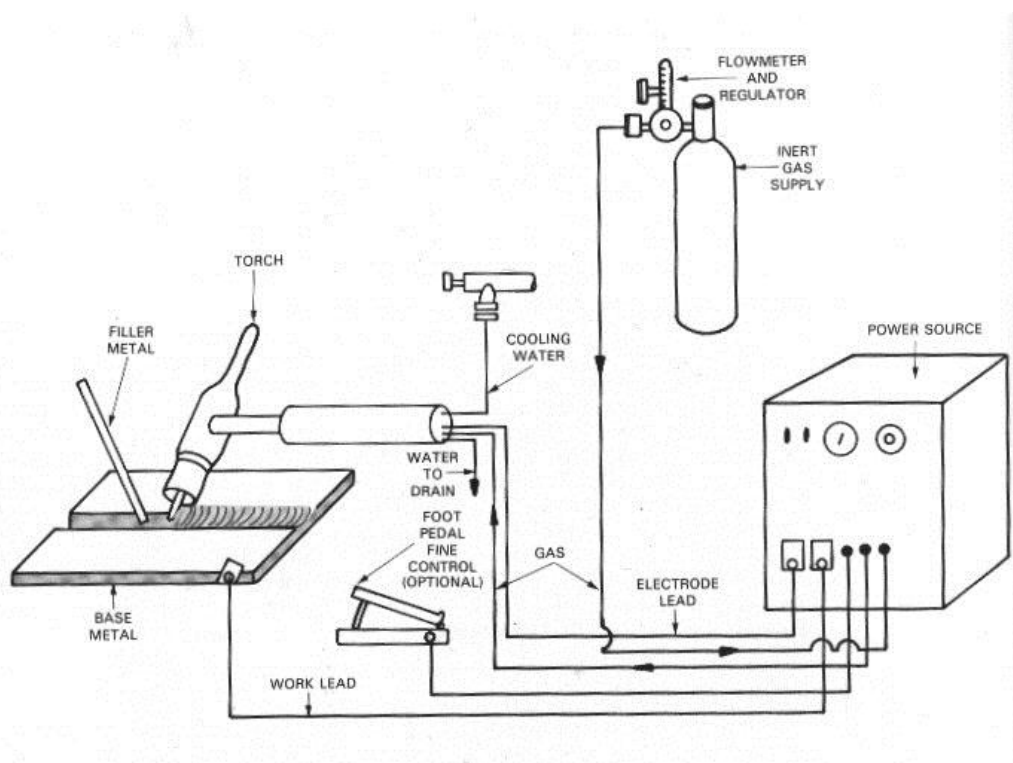 FLOWMETER
AND
REGULATOR
INERT
GAS
SUPPLY
TORCH
FILLER
METAL
COOLING
WATER
POWER SOURCE
WATER
TO
DRAIN
FOOT
PEDAL
FINE
CONTROL
(OPTIONAL)
GAS
ELECTRODE
LEAD
BASE
METAL
WORK LEAD